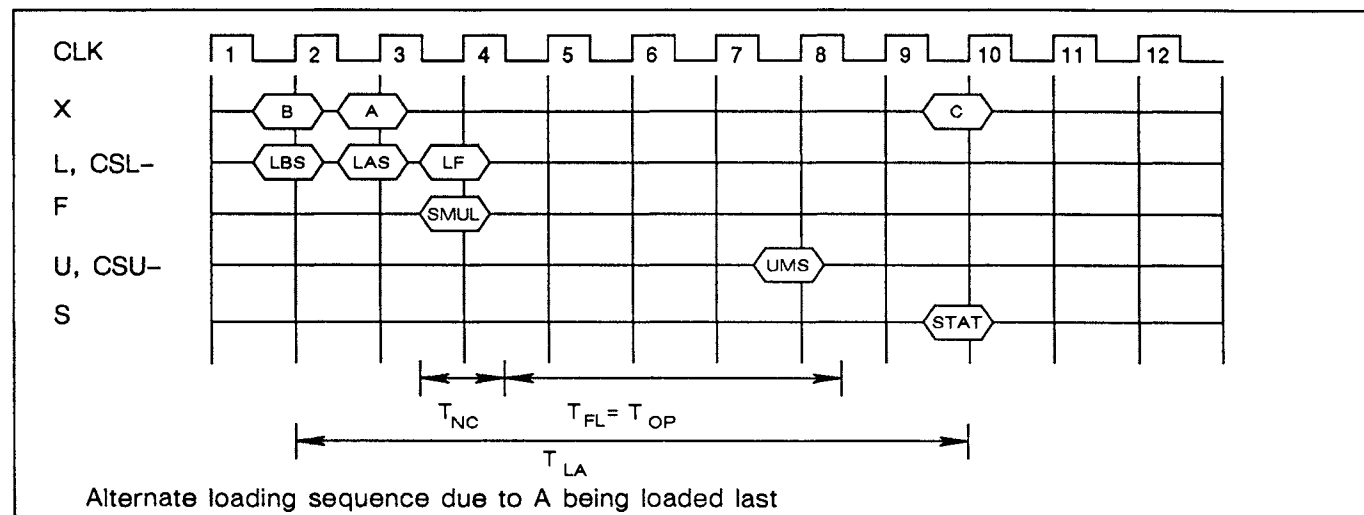 CLK 1 2 3 4 5 6 7 8 9 10 11 12
X B A C
L, CSL– LBS LAS LF
F SMUL
U, CSU– UMS
S STAT
T NC T FL = T OP
T LA
Alternate loading sequence due to A being loaded last